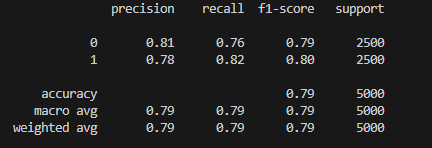 precision recall f1-score support
0 0.81 0.76 0.79 2500
1 0.78 0.82 0.80 2500
accuracy 0.79 5000
macro avg 0.79 0.79 0.79 5000
weighted avg 0.79 0.79 0.79 5000